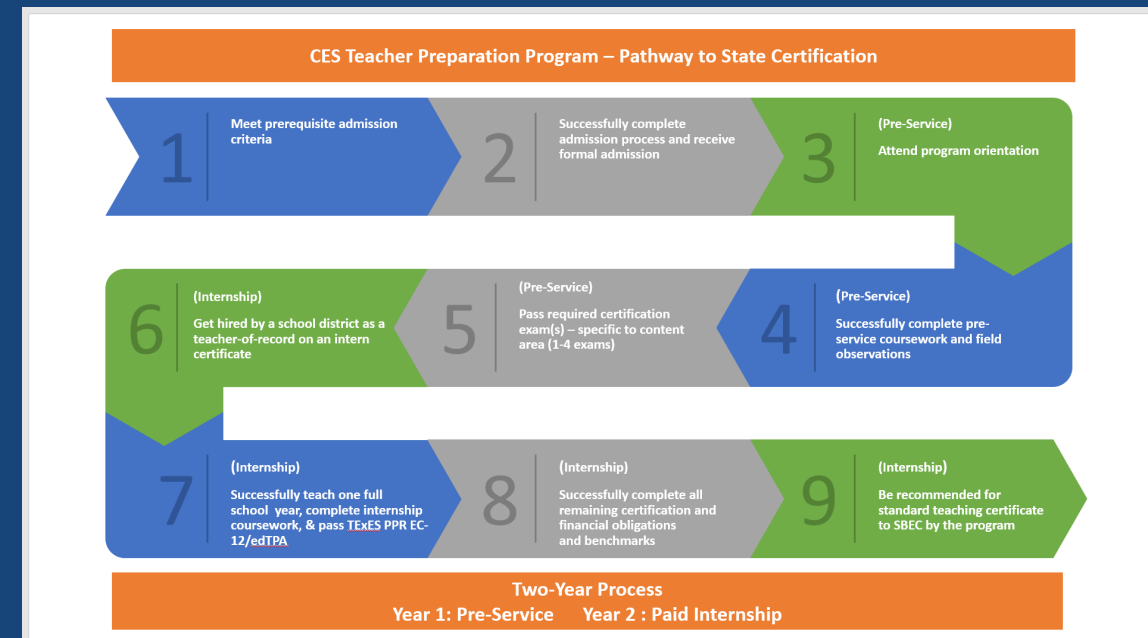 CES Teacher Preparation Program – Pathway to State Certification
1
Meet prerequisite admission
criteria
2
Successfully complete
admission process and receive
formal admission
3
(Pre-Service)
Attend program orientation
4
(Pre-Service)
Successfully complete pre-
service coursework and field
observations
5
(Pre-Service)
Pass required certification
exam(s) – specific to content
area (1-4 exams)
6
(Internship)
Get hired by a school district as a
teacher-of-record on an intern
certificate
7
(Internship)
Successfully teach one full
school  year, complete internship
coursework, & pass TExES PPR EC-
12/edTPA
8
(Internship)
Successfully complete all
remaining certification and
financial obligations
and benchmarks
9
(Internship)
Be recommended for
standard teaching certificate
to SBEC by the program
Two-Year Process
Year 1: Pre-Service     Year 2 : Paid Internship